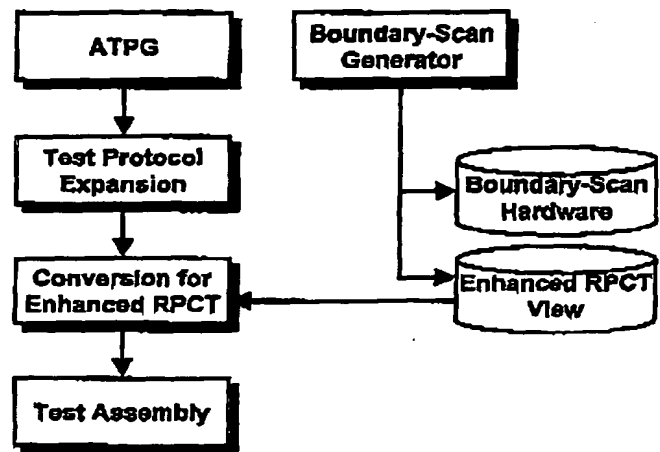 ATPG
Boundary-Scan
Generator
Test Protocol
Expansion
Boundary-Scan
Hardware
Conversion for
Enhanced RPCT
Enhanced RPCT
View
Test Assembly